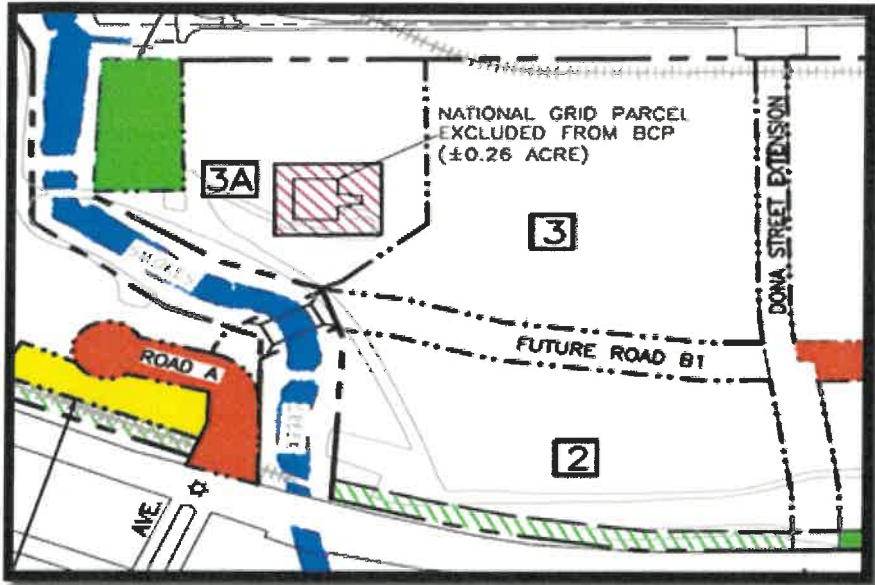 NATIONAL GRID PARCEL
EXCLUDED FROM BCP
(±0.26 ACRE)
3A
3
DONA STREET EXTENSION
FUTURE ROAD B1
ROAD A
2
AVE.